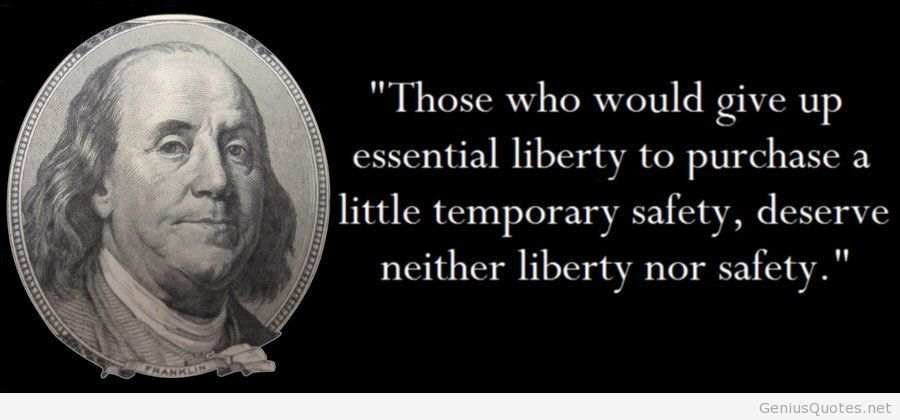 "Those who would give up
essential liberty to purchase a
little temporary safety, deserve
neither liberty nor safety."
FRANKLIN
GeniusQuotes.net